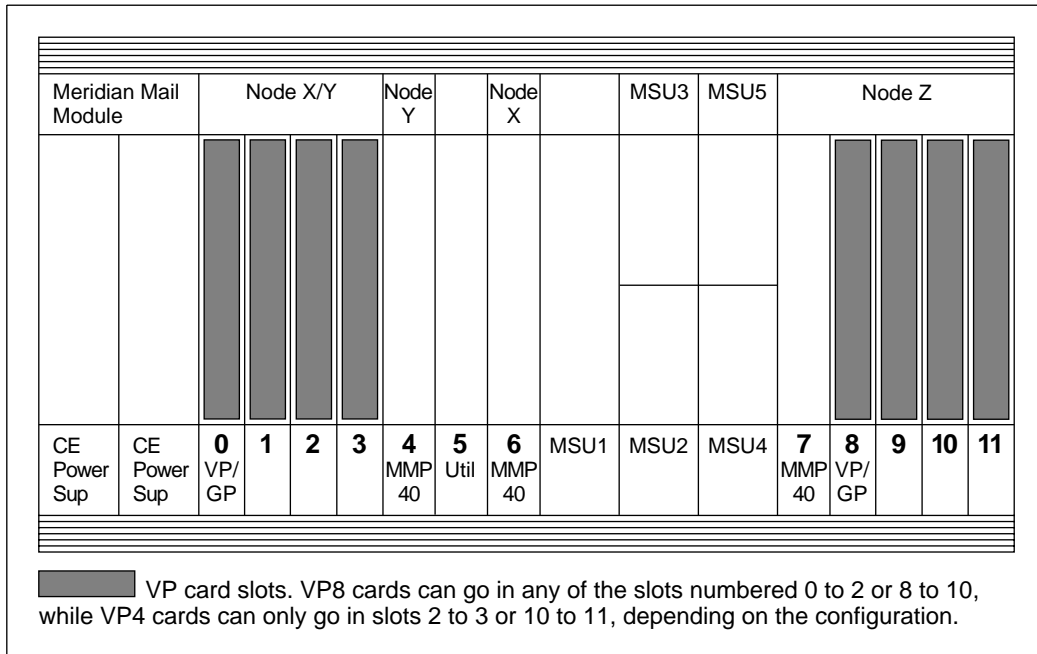 Meridian Mail Module
Node X/Y
Node Y
Node X
MSU3
MSU5
Node Z
CE Power Sup
CE Power Sup
0 VP/GP
1
2
3
4 MMP 40
5 Util
6 MMP 40
MSU1
MSU2
MSU4
7 MMP 40
8 VP/GP
9
10
11
VP card slots. VP8 cards can go in any of the slots numbered 0 to 2 or 8 to 10,
while VP4 cards can only go in slots 2 to 3 or 10 to 11, depending on the configuration.